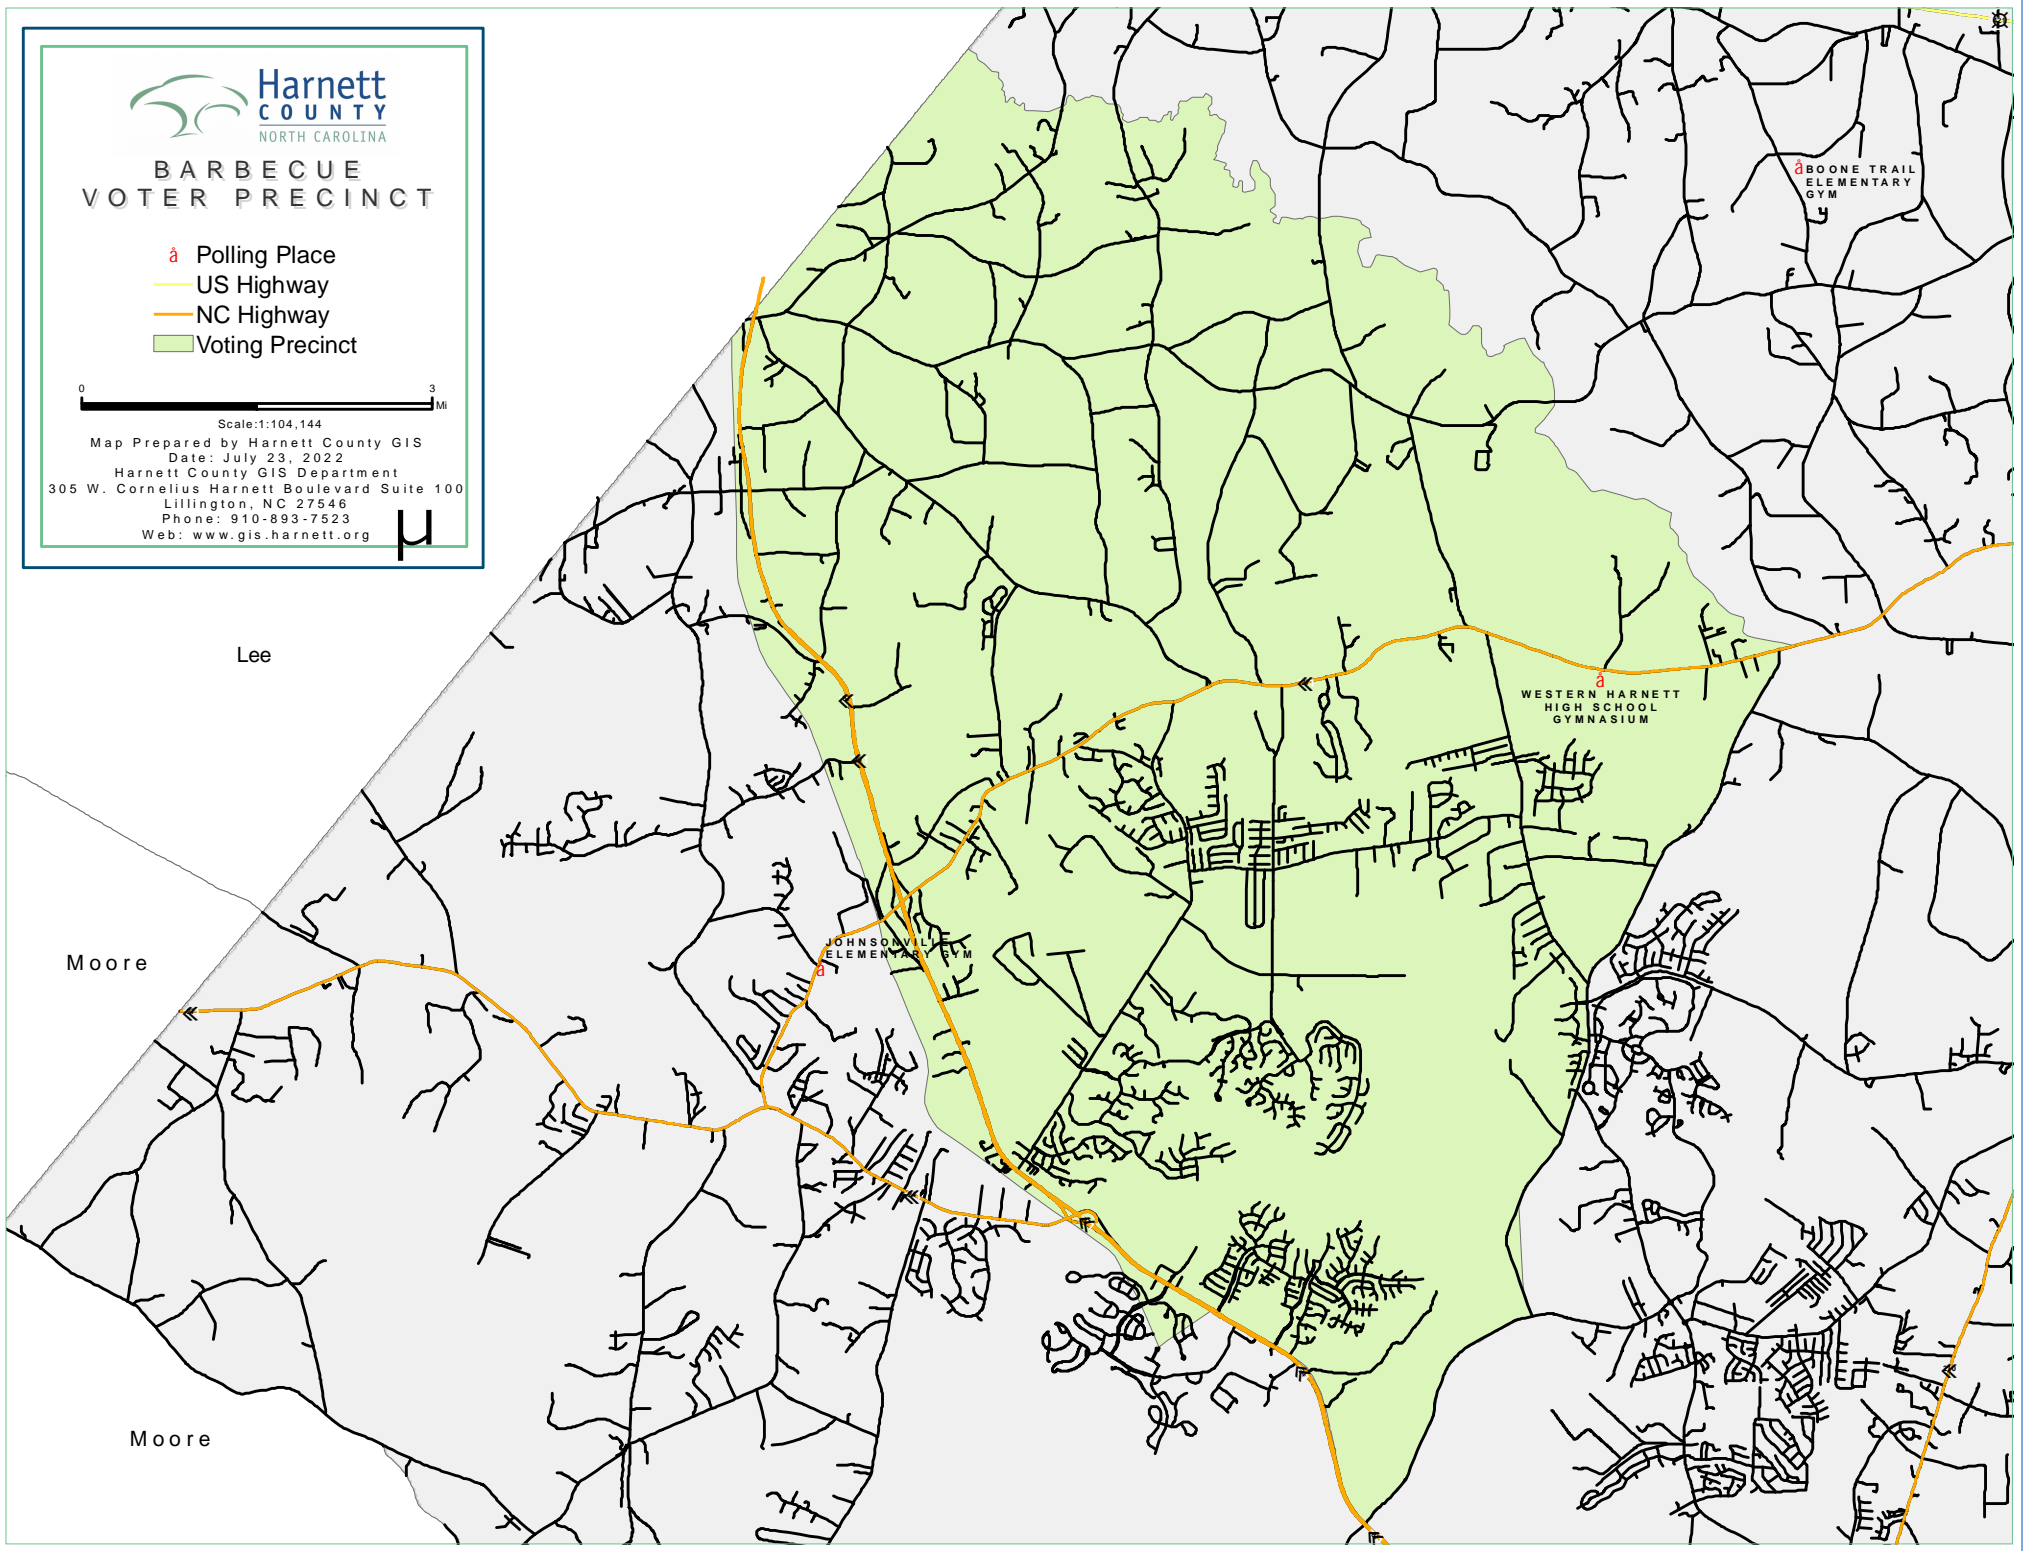 Harnett
COUNTY
NORTH CAROLINA
BARBECUE
VOTER PRECINCT
å Polling Place
US Highway
NC Highway
Voting Precinct
0 3
Mi
Scale:1:104,144
Map Prepared by Harnett County GIS
Date: July 23, 2022
Harnett County GIS Department
305 W. Cornelius Harnett Boulevard Suite 100
Lillington, NC 27546
Phone: 910-893-7523
Web: www.gis.harnett.org
µ
å BOONE TRAIL
ELEMENTARY
GYM
Lee
å
WESTERN HARNETT
HIGH SCHOOL
GYMNASIUM
JOHNSONVILLE
ELEMENTARY GYM
å
Moore
Moore